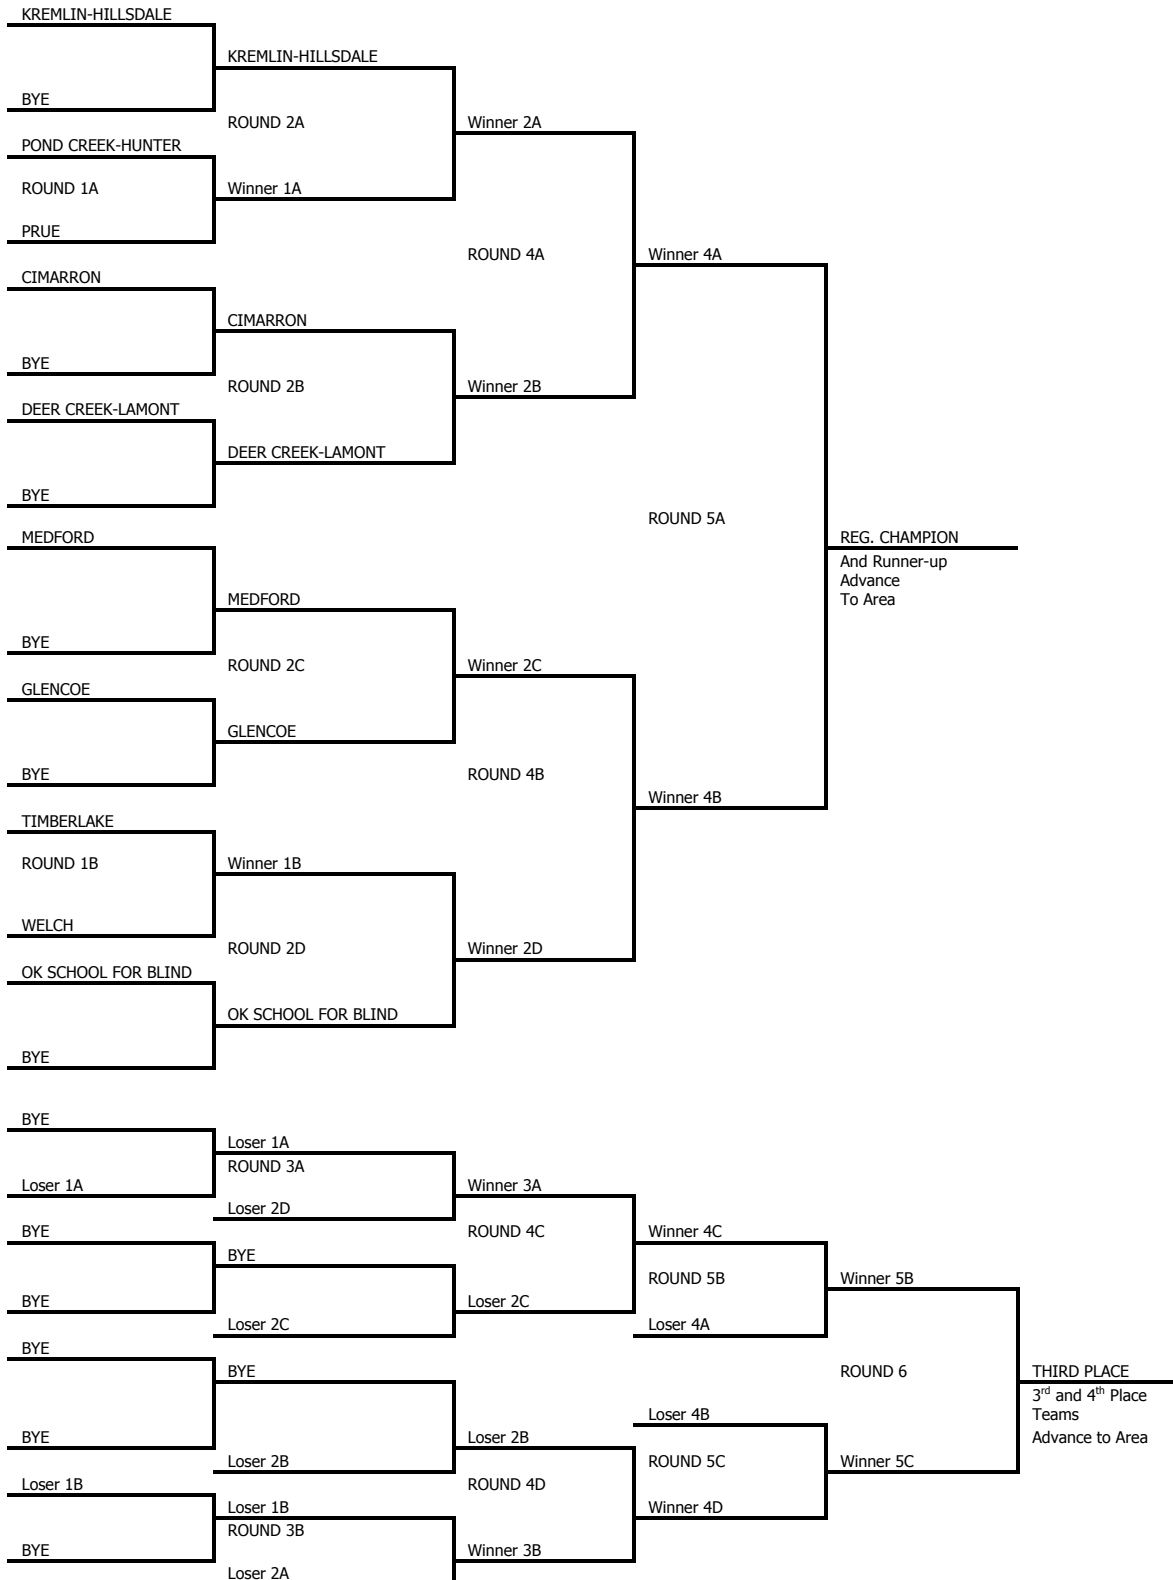 KREMLIN-HILLSDALE
KREMLIN-HILLSDALE
BYE
ROUND 2A
Winner 2A
POND CREEK-HUNTER
ROUND 1A
Winner 1A
PRUE
ROUND 4A
Winner 4A
CIMARRON
CIMARRON
BYE
ROUND 2B
Winner 2B
DEER CREEK-LAMONT
DEER CREEK-LAMONT
BYE
ROUND 5A
MEDFORD
REG. CHAMPION
And Runner-up
Advance
To Area
MEDFORD
BYE
ROUND 2C
Winner 2C
GLENCOE
GLENCOE
BYE
ROUND 4B
Winner 4B
TIMBERLAKE
ROUND 1B
Winner 1B
WELCH
ROUND 2D
Winner 2D
OK SCHOOL FOR BLIND
OK SCHOOL FOR BLIND
BYE
BYE
Loser 1A
ROUND 3A
Loser 1A
Winner 3A
Loser 2D
BYE
ROUND 4C
Winner 4C
BYE
ROUND 5B
Winner 5B
BYE
Loser 2C
Loser 2C
Loser 4A
BYE
BYE
ROUND 6
THIRD PLACE
3rd and 4th Place
Teams
Advance to Area
Loser 4B
BYE
Loser 2B
Loser 2B
ROUND 5C
Winner 5C
Loser 1B
ROUND 4D
Loser 1B
Winner 4D
ROUND 3B
BYE
Winner 3B
Loser 2A